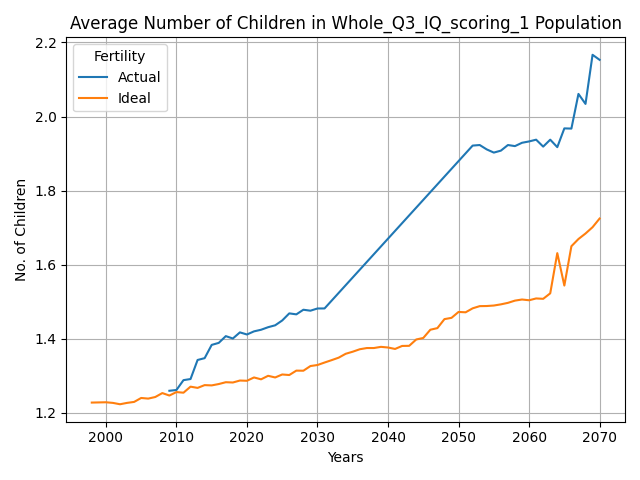 Average Number of Children in Whole_Q3_IQ_scoring_1 Population
Fertility
Actual
Ideal
2.2
2.0
1.8
1.6
1.4
1.2
No. of Children
2000 2010 2020 2030 2040 2050 2060 2070
Years